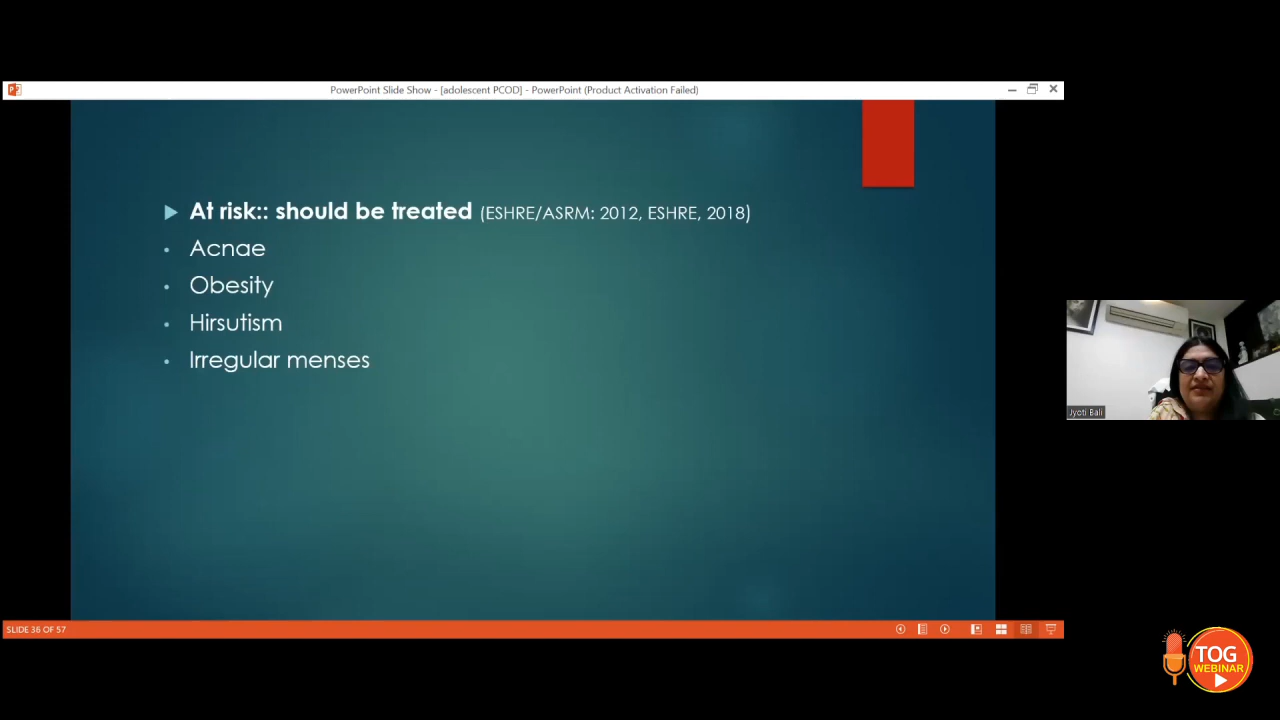 PowerPoint Slide Show - [adolescent PCOD] - PowerPoint (Product Activation Failed)
At risk:: should be treated (ESHRE/ASRM: 2012, ESHRE, 2018)
Acnae
Obesity
Hirsutism
Irregular menses
Jyoti Bali
SLIDE 36 OF 57
TOG
WEBINAR